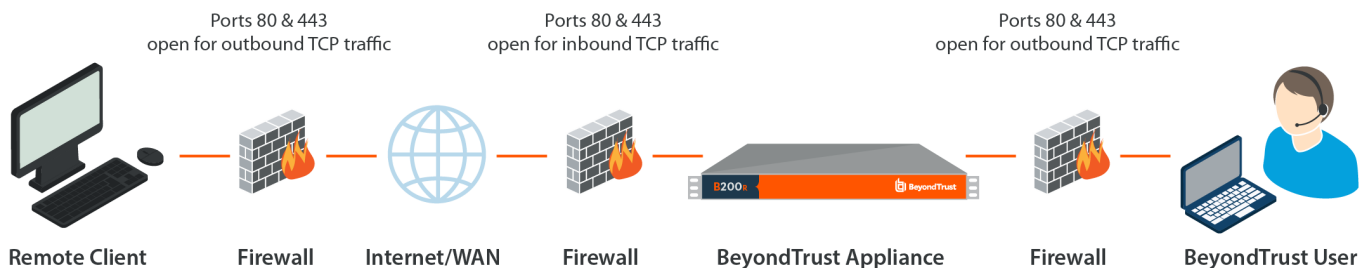 Ports 80 & 443
open for outbound TCP traffic
Ports 80 & 443
open for inbound TCP traffic
Ports 80 & 443
open for outbound TCP traffic
B200R
BeyondTrust
Remote Client
Firewall
Internet/WAN
Firewall
BeyondTrust Appliance
Firewall
BeyondTrust User